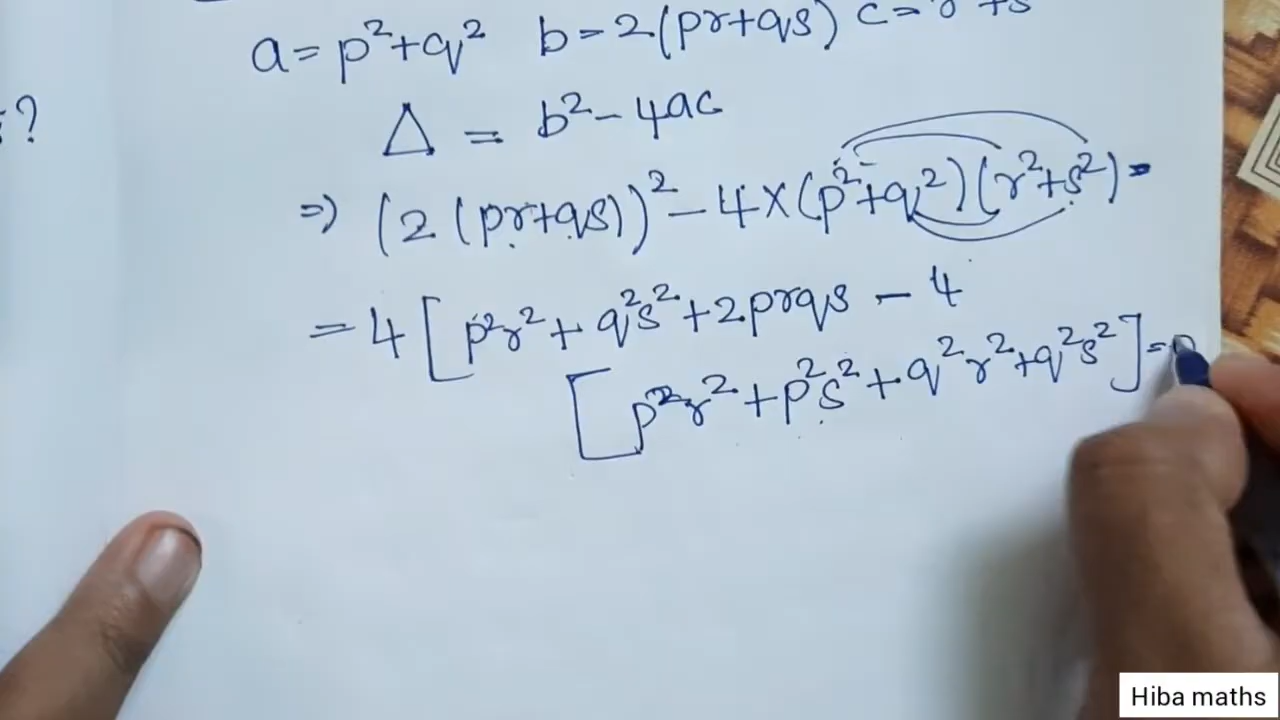 a = p²+q² b = 2(pr+qs) c =
s?
Δ = b² - 4ac
⇒) (2 (pr+qs))² - 4 × (p²+q²)(r²+s²) =
= 4 [ p²r² + q²s² + 2prqs - 4
[ p²r² + p²s² + q²r² + q²s² ] = 0
Hiba maths